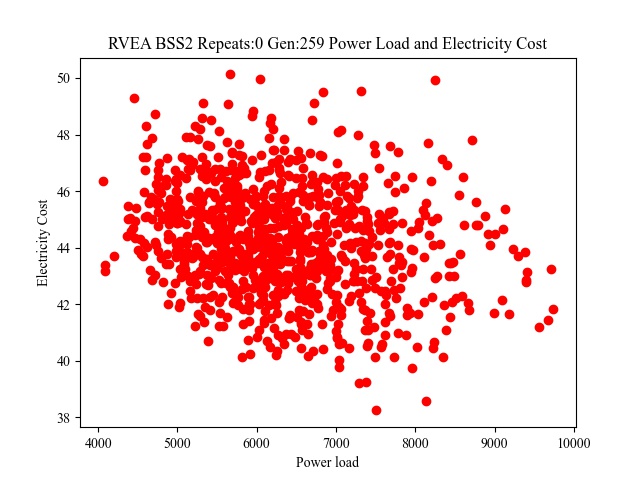 RVEA BSS2 Repeats:0 Gen:259 Power Load and Electricity Cost
50
48
46
44
42
40
38
Electricity Cost
4000 5000 6000 7000 8000 9000 10000
Power load